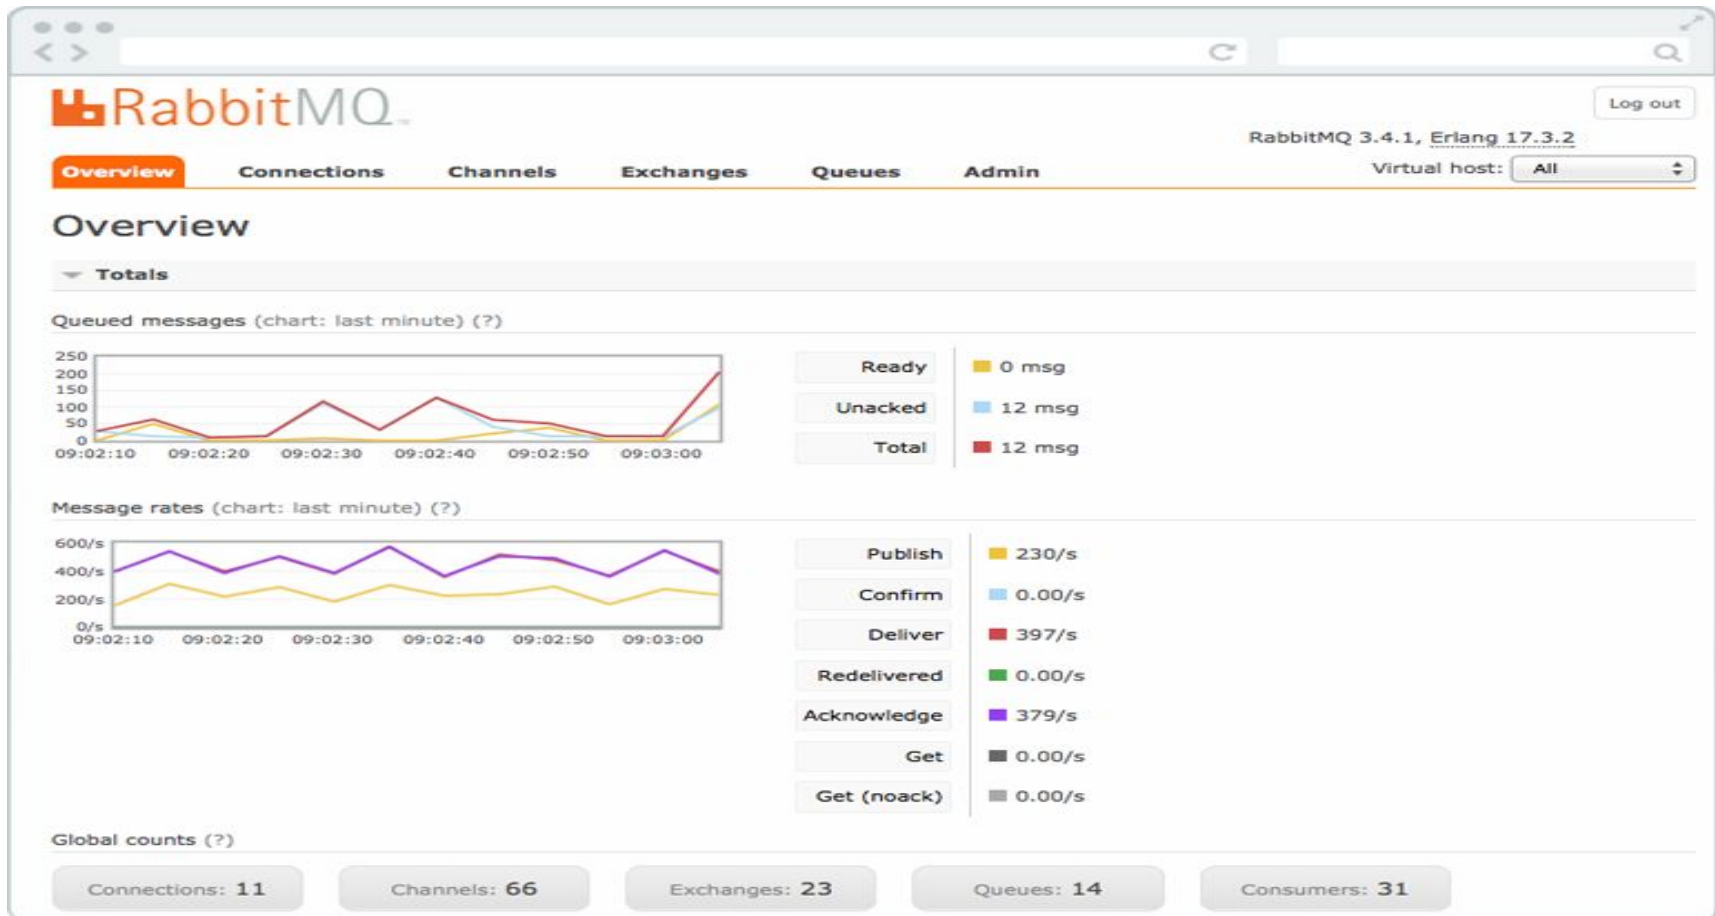 RabbitMQ
Log out
RabbitMQ 3.4.1, Erlang 17.3.2
Overview Connections Channels Exchanges Queues Admin Virtual host: All
Overview
Totals
Queued messages (chart: last minute) (?)
250
200
150
100
50
0
09:02:10 09:02:20 09:02:30 09:02:40 09:02:50 09:03:00
Ready 0 msg
Unacked 12 msg
Total 12 msg
Message rates (chart: last minute) (?)
600/s
400/s
200/s
0/s
09:02:10 09:02:20 09:02:30 09:02:40 09:02:50 09:03:00
Publish 230/s
Confirm 0.00/s
Deliver 397/s
Redelivered 0.00/s
Acknowledge 379/s
Get 0.00/s
Get (noack) 0.00/s
Global counts (?)
Connections: 11 Channels: 66 Exchanges: 23 Queues: 14 Consumers: 31